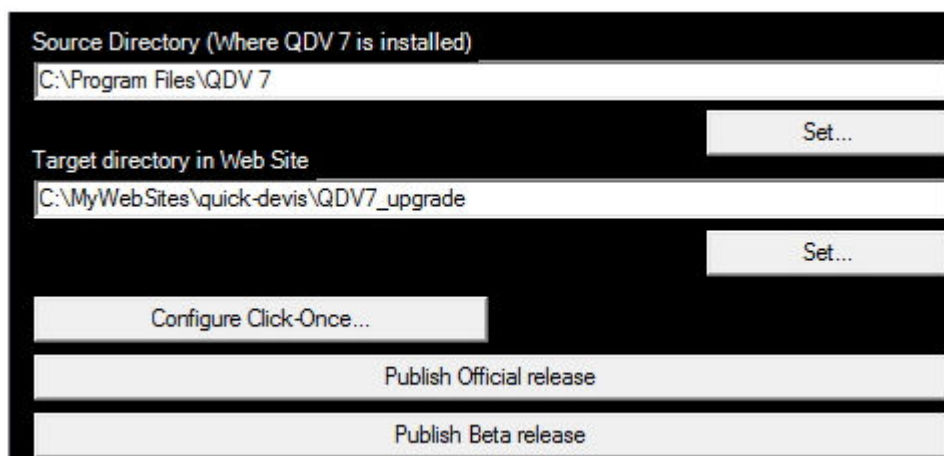 Source Directory (Where QDV 7 is installed)
C:\Program Files\QDV 7
Set...
Target directory in Web Site
C:\MyWebSites\quick-devis\QDV7_upgrade
Set...
Configure Click-Once...
Publish Official release
Publish Beta release